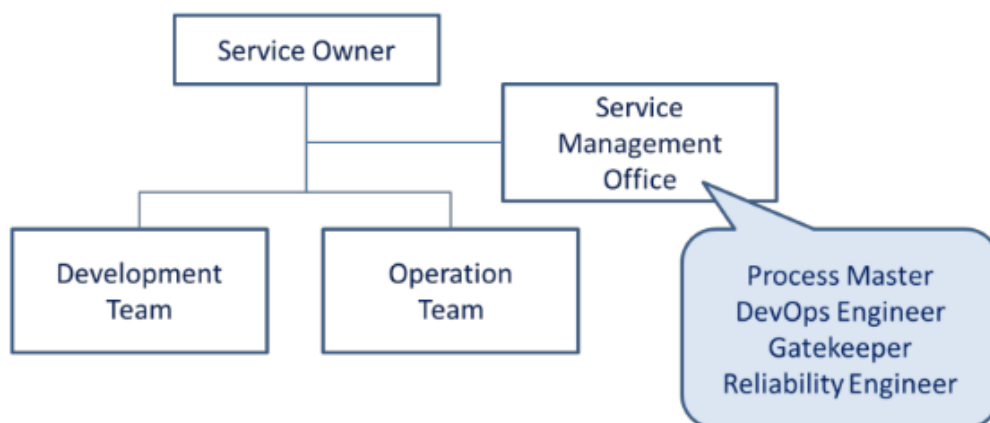 Service Owner
Service
Management
Office
Development
Team
Operation
Team
Process Master
DevOps Engineer
Gatekeeper
Reliability Engineer